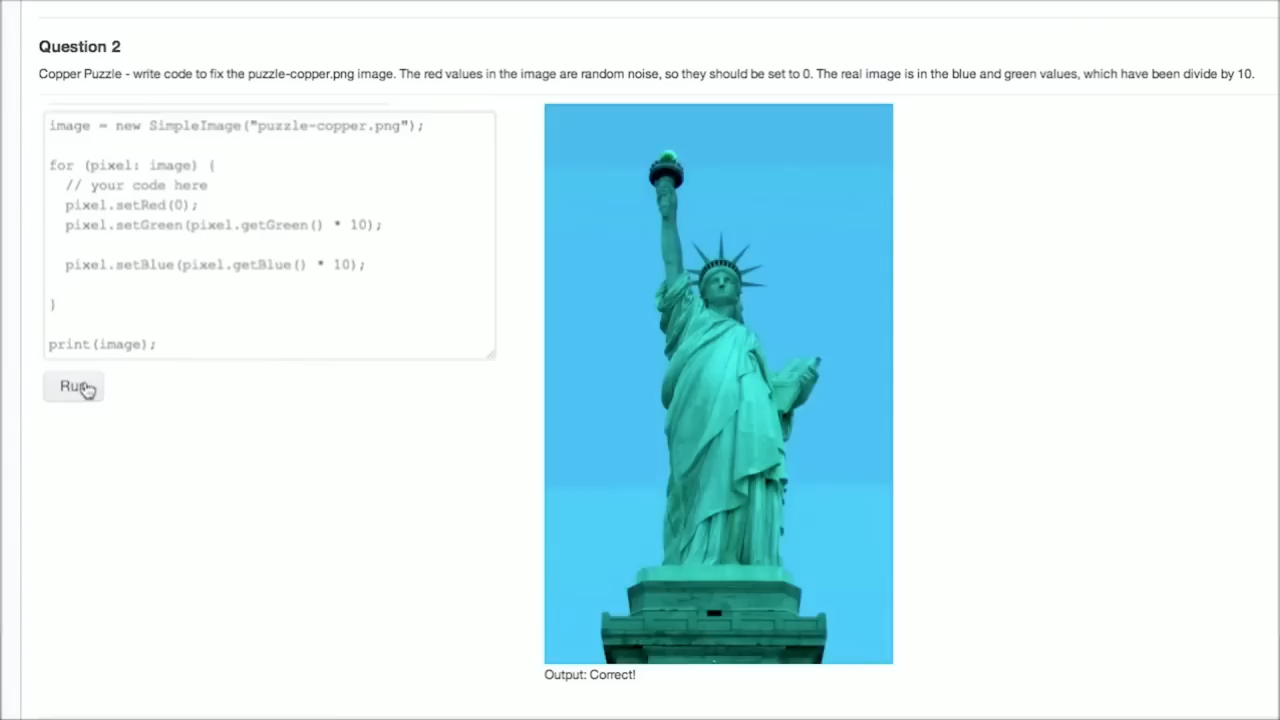 Question 2
Copper Puzzle - write code to fix the puzzle-copper.png image. The red values in the image are random noise, so they should be set to 0. The real image is in the blue and green values, which have been divide by 10.
image = new SimpleImage("puzzle-copper.png");
for (pixel: image) {
// your code here
pixel.setRed(0);
pixel.setGreen(pixel.getGreen() * 10);
pixel.setBlue(pixel.getBlue() * 10);
}
print(image);
Run
Output: Correct!